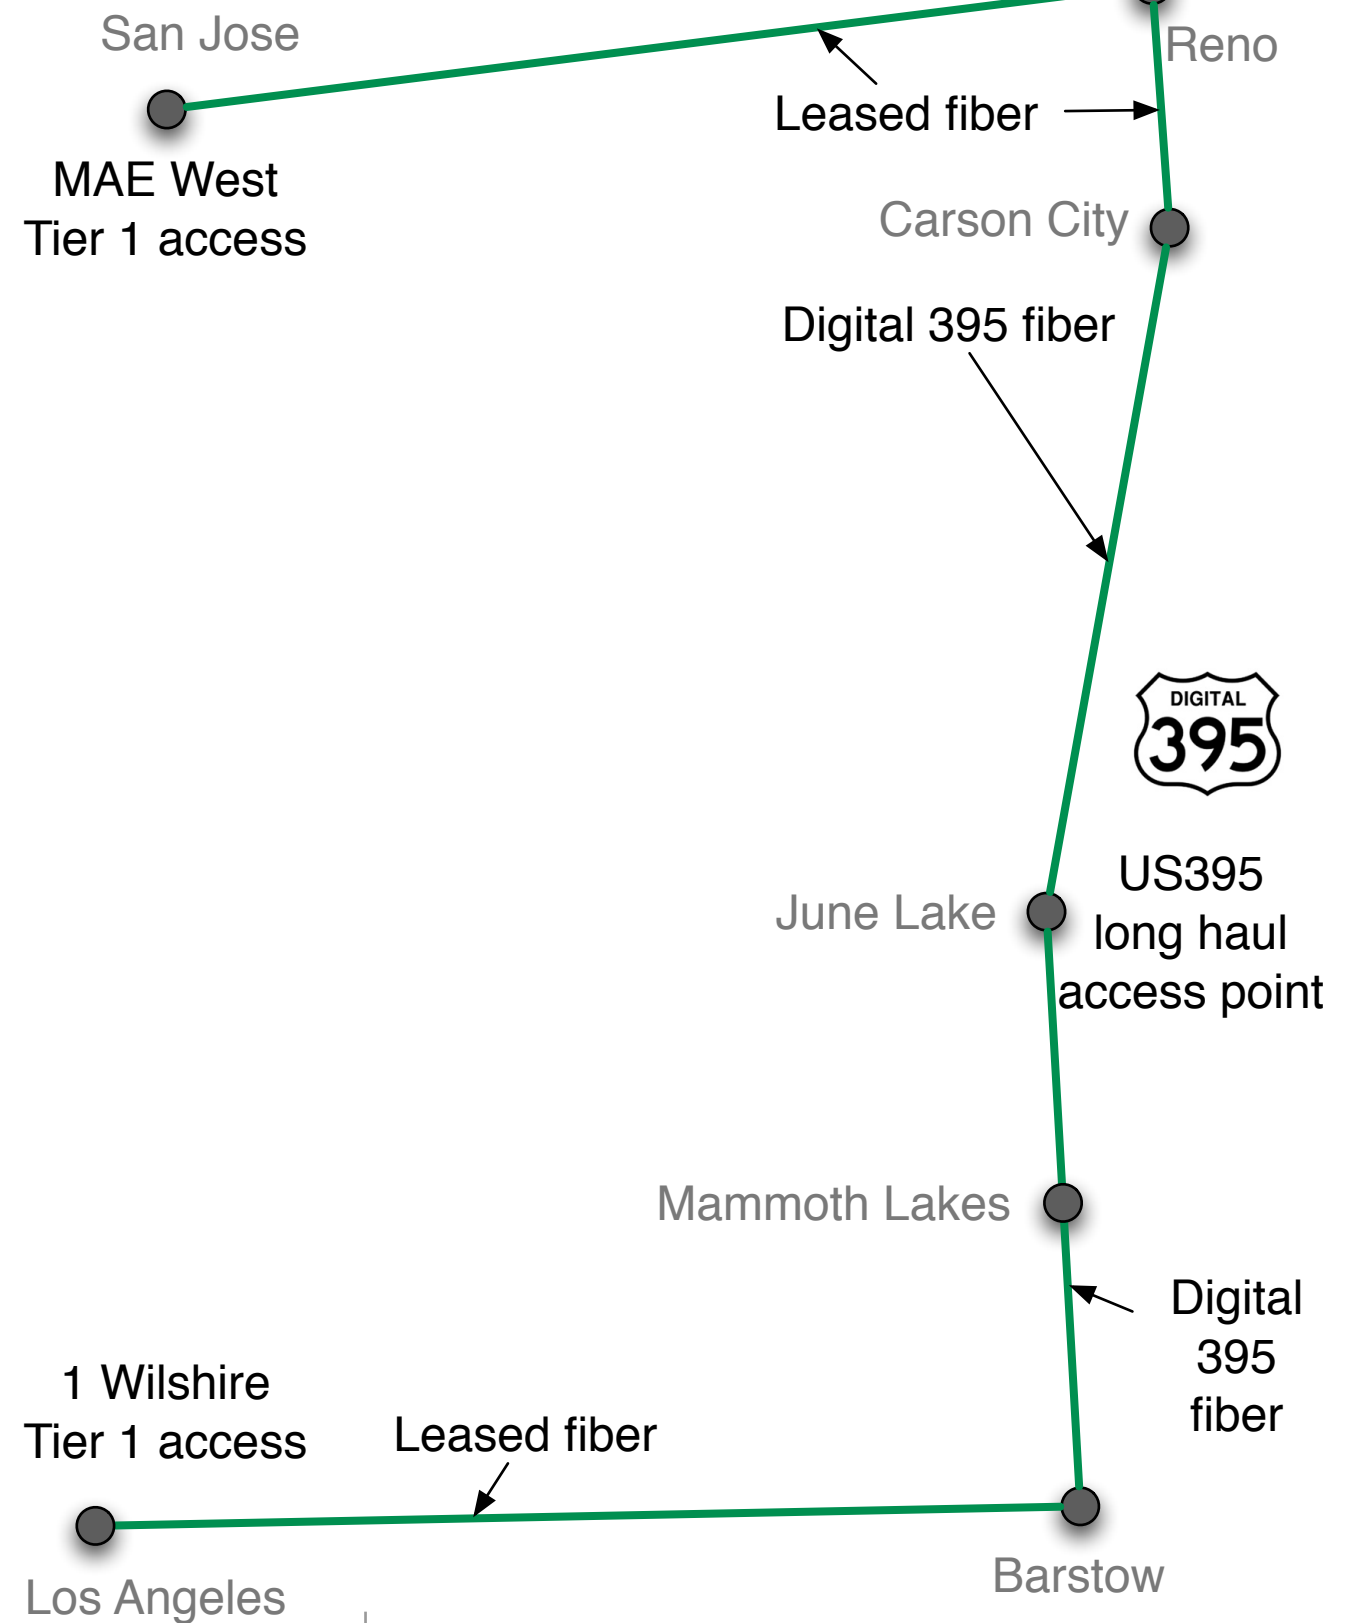 San Jose
Reno
Leased fiber
MAE West
Tier 1 access
Carson City
Digital 395 fiber
DIGITAL
395
US395
long haul
access point
June Lake
Mammoth Lakes
Digital
395
fiber
1 Wilshire
Tier 1 access
Leased fiber
Barstow
Los Angeles